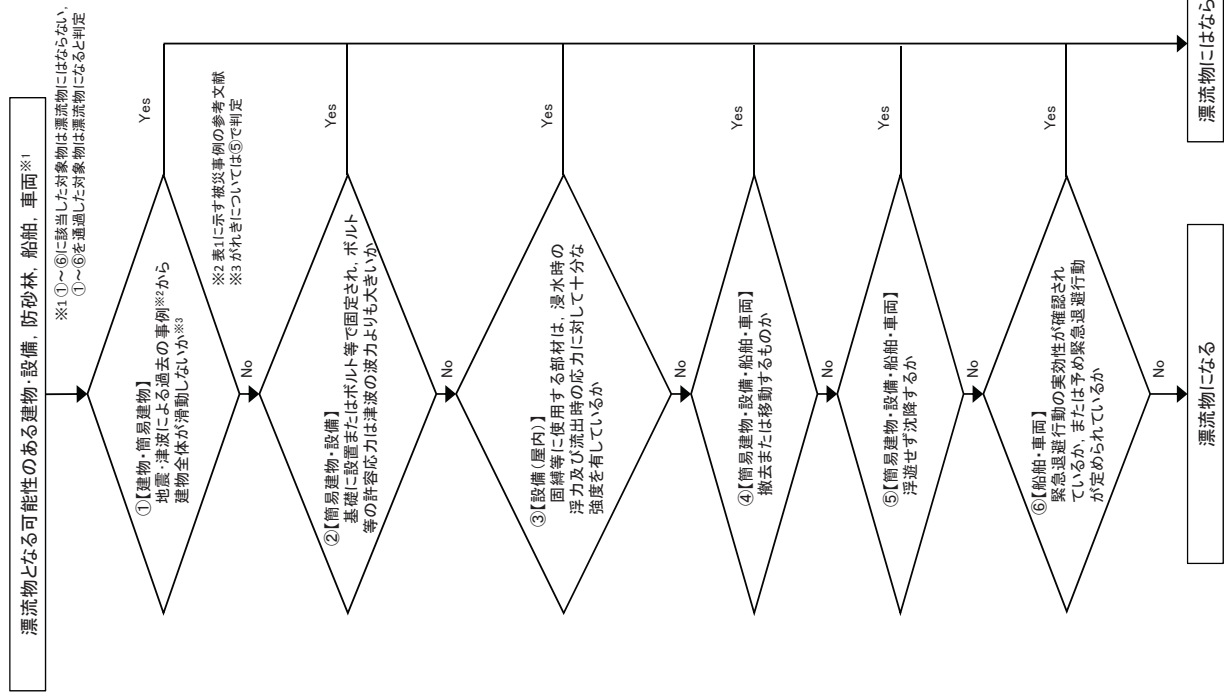 漂流物となる可能性のある建物・設備，防砂林，船舶，車両※1
※1 ①～⑥に該当した対象物は漂流物にはならない，
①～⑥を通過した対象物は漂流物になると判定
①【建物・簡易建物】
地震・津波による過去の事例※2から
建物全体が滑動しないか※3
Yes
※2 表1に示す被災事例の参考文献
※3 がれきについては⑤で判定
No
②【簡易建物・設備】
基礎に設置またはボルト等で固定され，ボルト
等の許容応力は津波の波力よりも大きいか
Yes
No
③【設備（屋内）】
固縛等に使用する部材は，浸水時の
浮力及び流出時の応力に対して十分な
強度を有しているか
Yes
No
④【簡易建物・設備・船舶・車両】
撤去または移動するものか
Yes
No
⑤【簡易建物・設備・船舶・車両】
浮遊せず沈降するか
Yes
No
⑥【船舶・車両】
緊急退避行動の実効性が確認され
ているか，または予め緊急退避行動
が定められているか
Yes
No
漂流物になる
漂流物にはなら